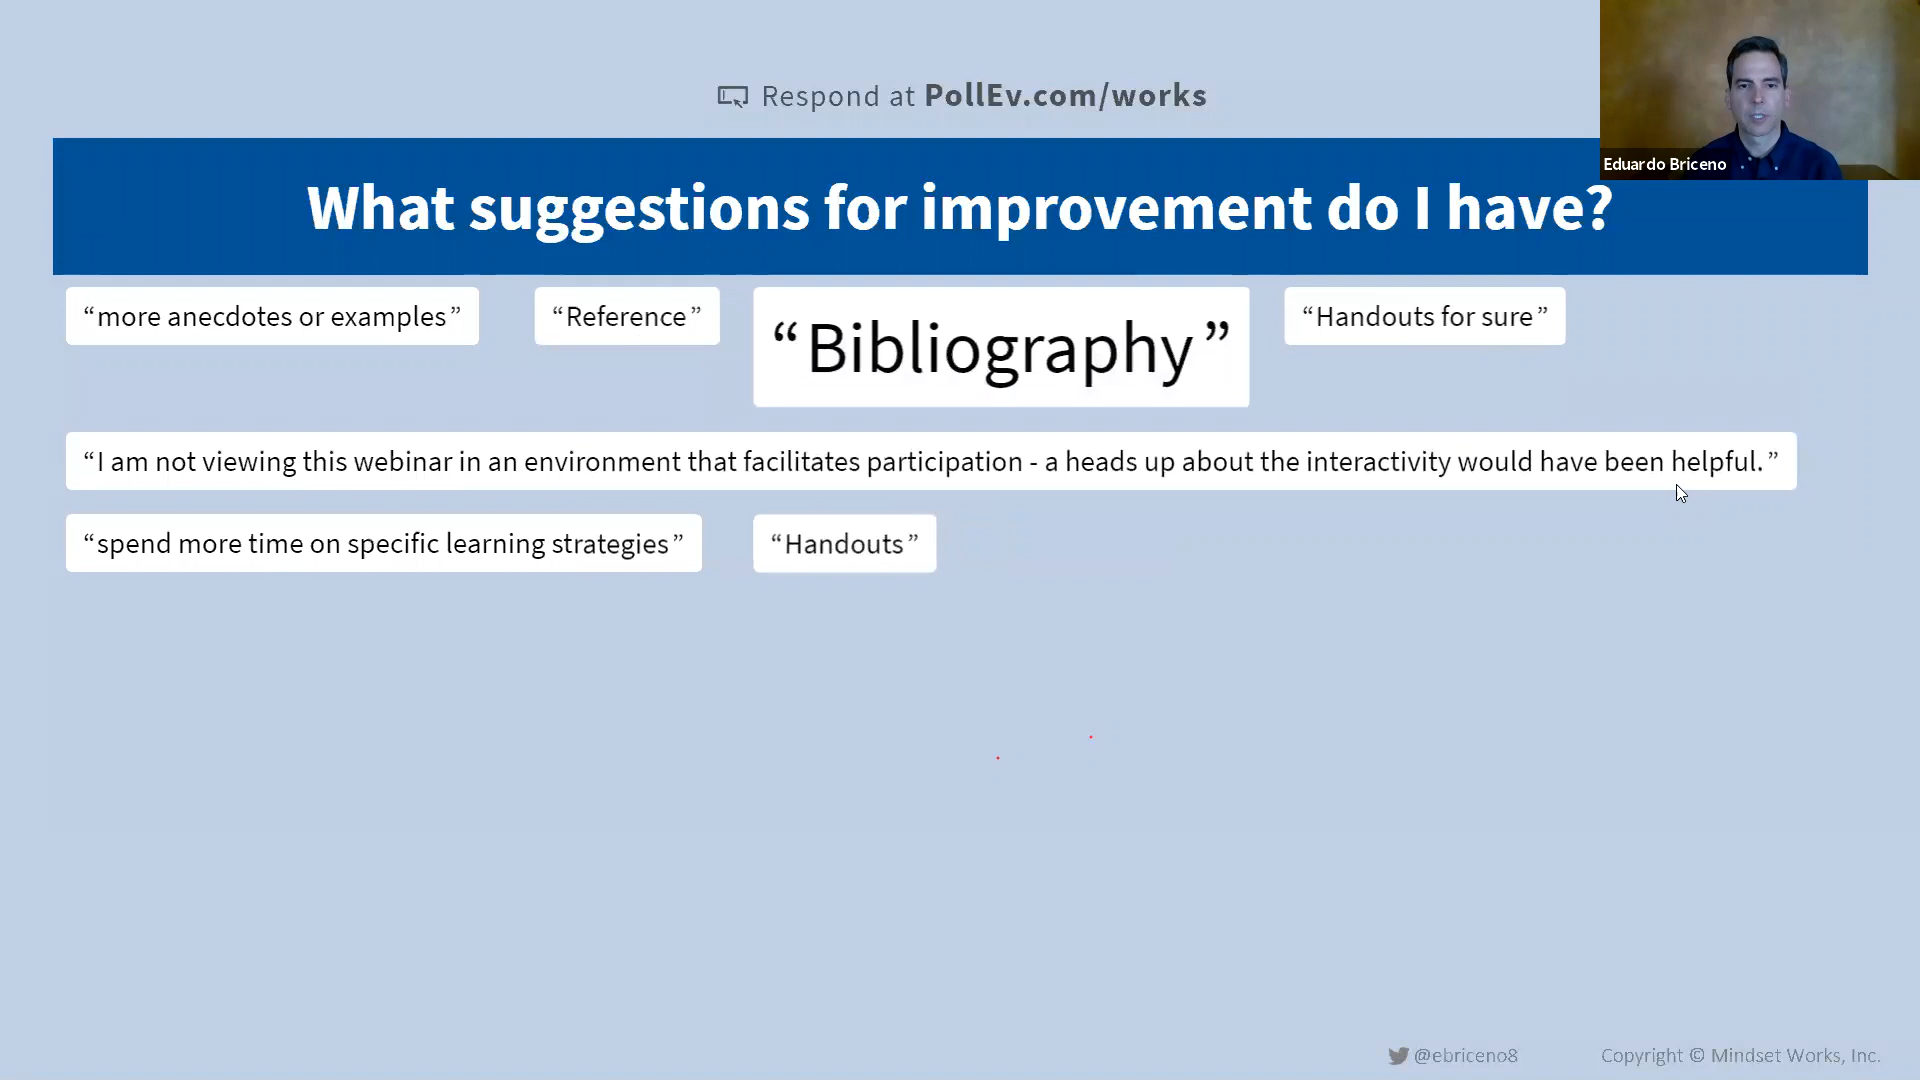 Respond at PollEv.com/works
Eduardo Briceno
What suggestions for improvement do I have?
“more anecdotes or examples”
“Reference”
“Bibliography”
“Handouts for sure”
“I am not viewing this webinar in an environment that facilitates participation - a heads up about the interactivity would have been helpful.”
“spend more time on specific learning strategies”
“Handouts”
@ebriceno8
Copyright © Mindset Works, Inc.